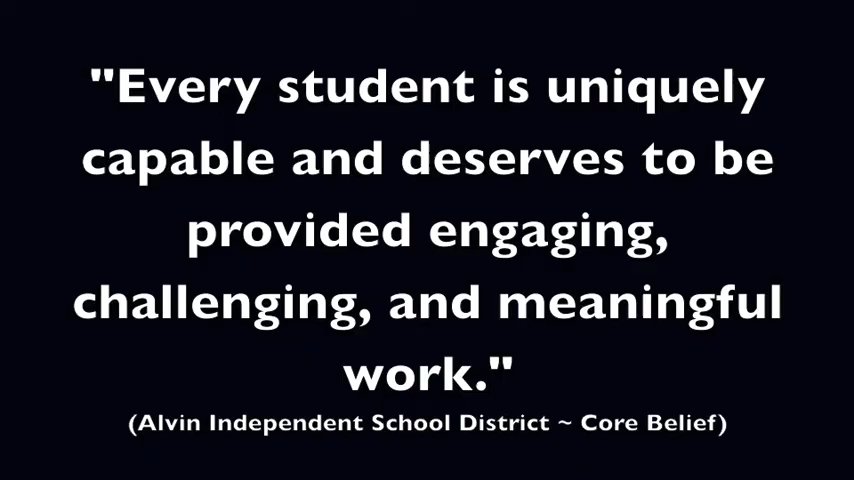 "Every student is uniquely
capable and deserves to be
provided engaging,
challenging, and meaningful
work."
(Alvin Independent School District ~ Core Belief)